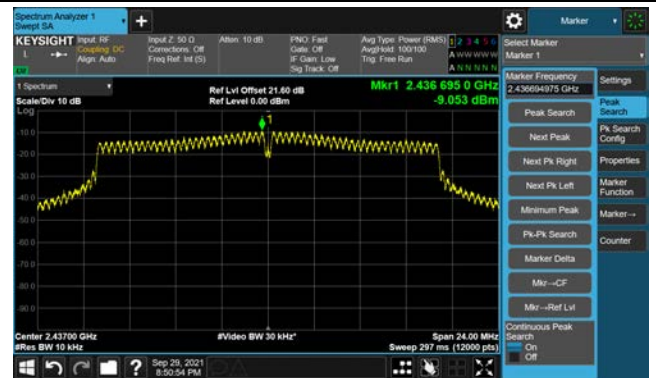 Spectrum Analyzer 1
Swept SA
+
Marker
KEYSIGHT
Input: RF
Coupling: DC
Align: Auto
Input Z: 50 Ω
Corrections: Off
Freq Ref: Int (S)
Atten: 10 dB
PNO: Fast
Gate: Off
IF Gain: Low
Sig Track: Off
Avg Type: Power (RMS)
Avg|Hold: 100/100
Trig: Free Run
1 2 3 4 5 6
A W W W W W
A N N N N N
Select Marker
Marker 1
1 Spectrum
Scale/Div 10 dB
Log
Ref Lvl Offset 21.60 dB
Ref Level 0.00 dBm
Mkr1 2.436 695 0 GHz
-9.053 dBm
1
-10.0
-20.0
-30.0
-40.0
-50.0
-60.0
-70.0
-80.0
-90.0
Center 2.43700 GHz
#Res BW 10 kHz
#Video BW 30 kHz*
Span 24.00 MHz
Sweep 297 ms (12000 pts)
Marker Frequency
2.436694975 GHz
Peak Search
Next Peak
Next Pk Right
Next Pk Left
Minimum Peak
Pk-Pk Search
Marker Delta
Mkr→CF
Mkr→Ref Lvl
Continuous Peak
Search
On
Off
Settings
Peak
Search
Pk Search
Config
Properties
Marker
Function
Marker→
Counter
?
Sep 29, 2021
8:50:54 PM